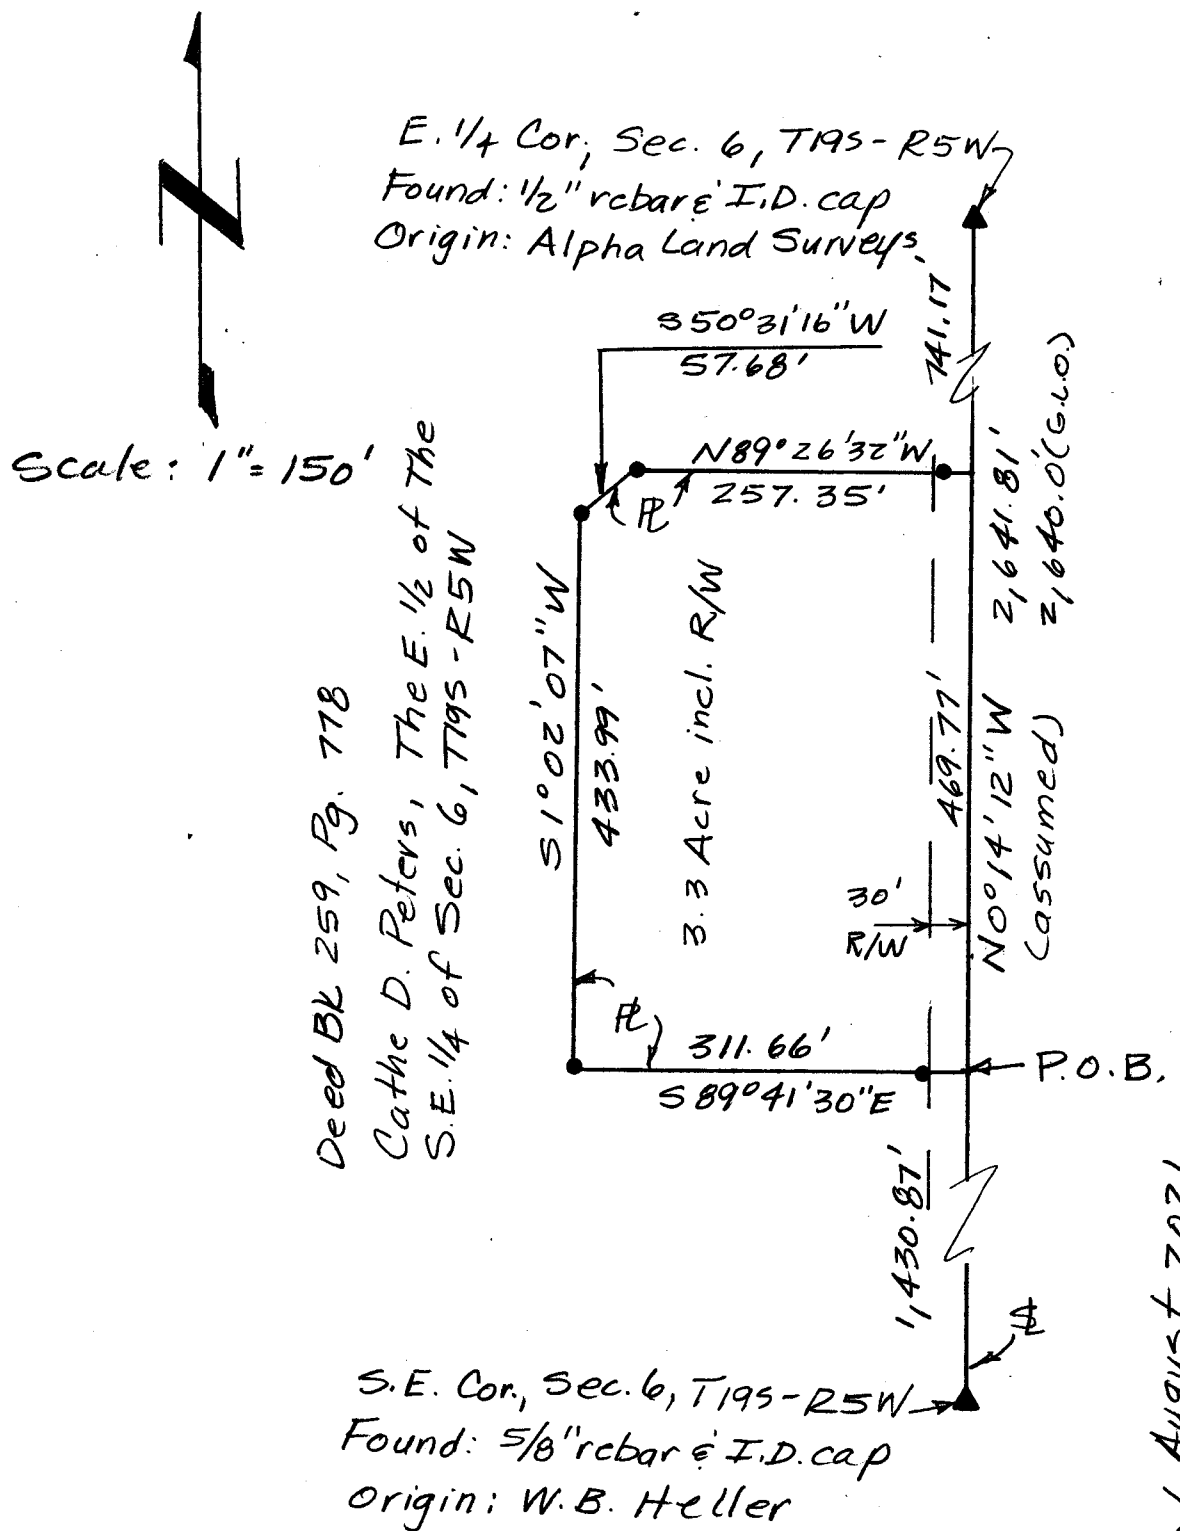 E. 1/4 Cor., Sec. 6, T19S-R5W
Found: 1/2" rebar & I.D. cap
Origin: Alpha Land Surveys
S50°31'16"W
57.68'
741.17'
Scale: 1"=150'
N89°26'32"W
257.35'
PL
2,641.81'
2,640.0'(G.L.O.)
Deed Bk 259, Pg. 778
Cathe D. Peters, The E. 1/2 of The
S.E. 1/4 of Sec. 6, T19S-R5W
S1°02'07"W
433.99'
3.3 Acre incl. R/W
469.77'
N0°14'12"W
(assumed)
30'
R/W
PL
311.66'
S89°41'30"E
P.O.B.
1,430.87'
SL
S.E. Cor., Sec. 6, T19S-R5W
Found: 5/8" rebar & I.D. cap
Origin: W.B. Heller
August 2021